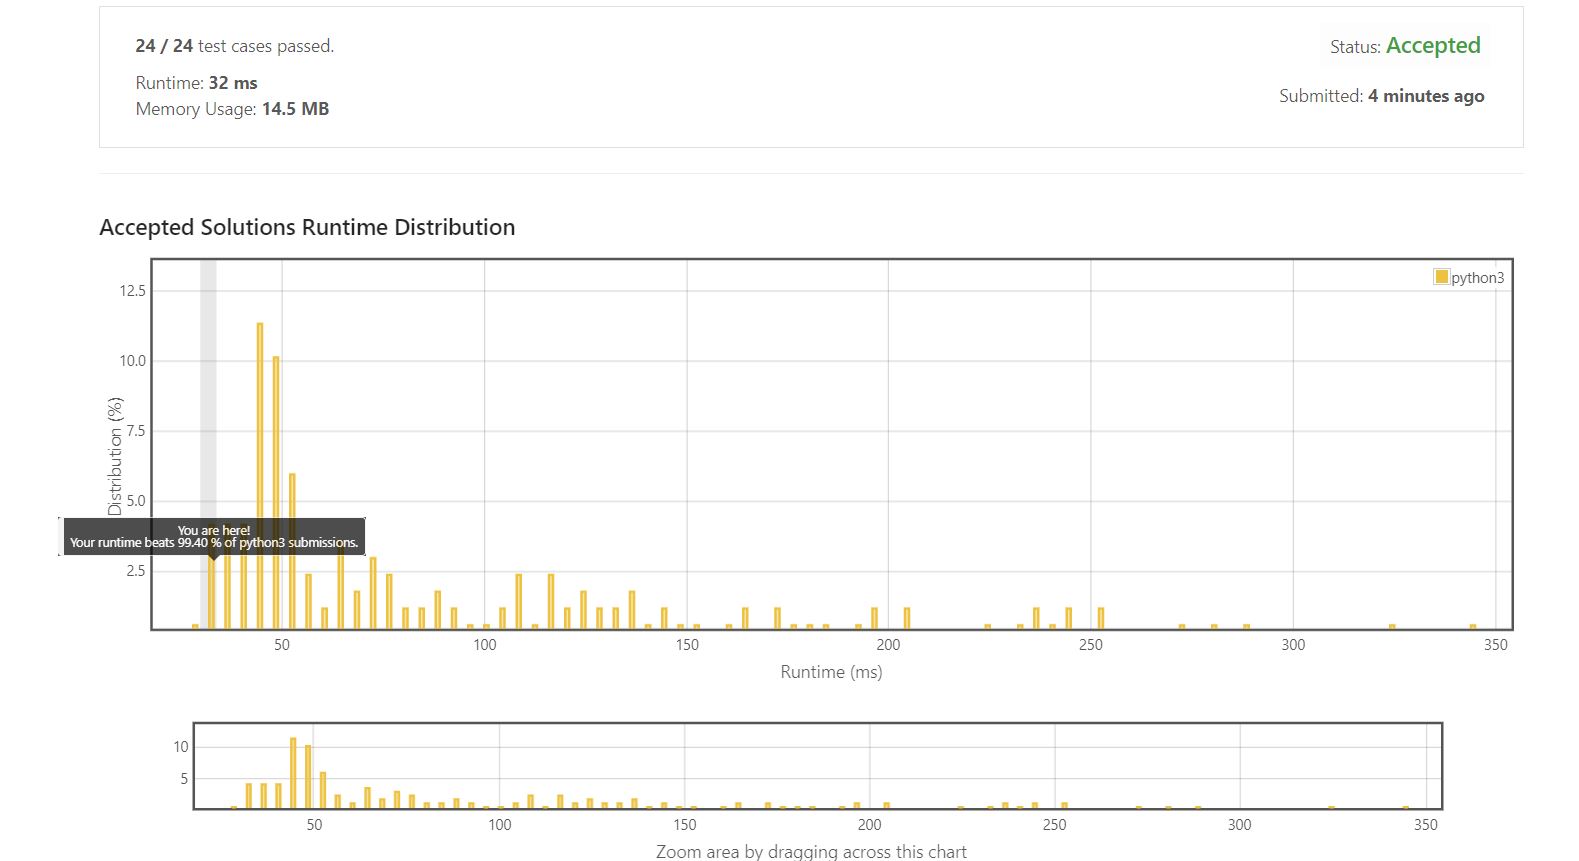 24 / 24 test cases passed.
Status: Accepted
Runtime: 32 ms
Memory Usage: 14.5 MB
Submitted: 4 minutes ago
Accepted Solutions Runtime Distribution
python3
12.5
10.0
7.5
5.0
2.5
Distribution (%)
You are here!
Your runtime beats 99.40 % of python3 submissions.
50 100 150 200 250 300 350
Runtime (ms)
10
5
50 100 150 200 250 300 350
Zoom area by dragging across this chart